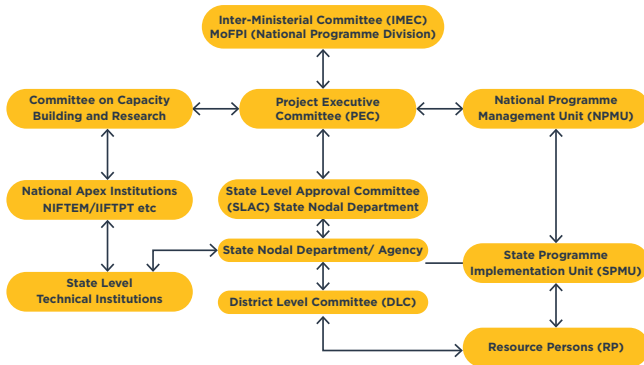 Inter-Ministerial Committee (IMEC)
MoFPI (National Programme Division)
Committee on Capacity
Building and Research
Project Executive
Committee (PEC)
National Programme
Management Unit (NPMU)
National Apex Institutions
NIFTEM/IIFTPT etc
State Level Approval Committee
(SLAC) State Nodal Department
State Nodal Department/ Agency
State Programme
Implementation Unit (SPMU)
State Level
Technical Institutions
District Level Committee (DLC)
Resource Persons (RP)